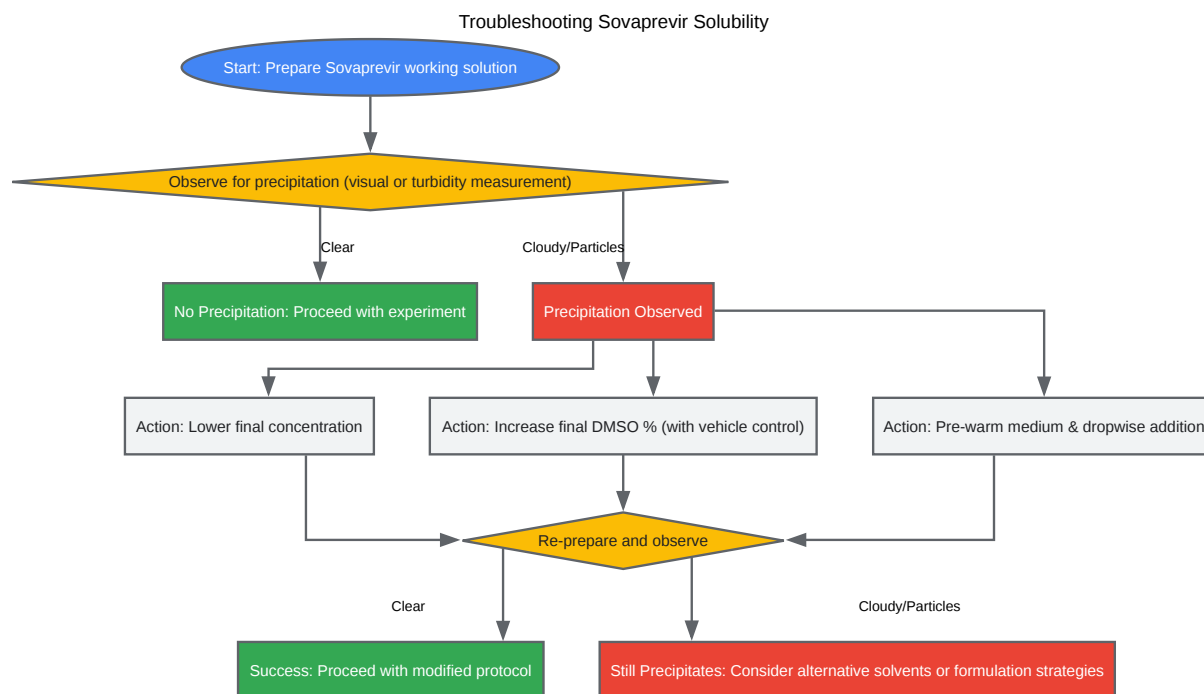 Troubleshooting Sovaprevir Solubility
Start: Prepare Sovaprevir working solution
Observe for precipitation (visual or turbidity measurement)
Clear
Cloudy/Particles
No Precipitation: Proceed with experiment
Precipitation Observed
Action: Lower final concentration
Action: Increase final DMSO % (with vehicle control)
Action: Pre-warm medium & dropwise addition
Re-prepare and observe
Clear
Cloudy/Particles
Success: Proceed with modified protocol
Still Precipitates: Consider alternative solvents or formulation strategies